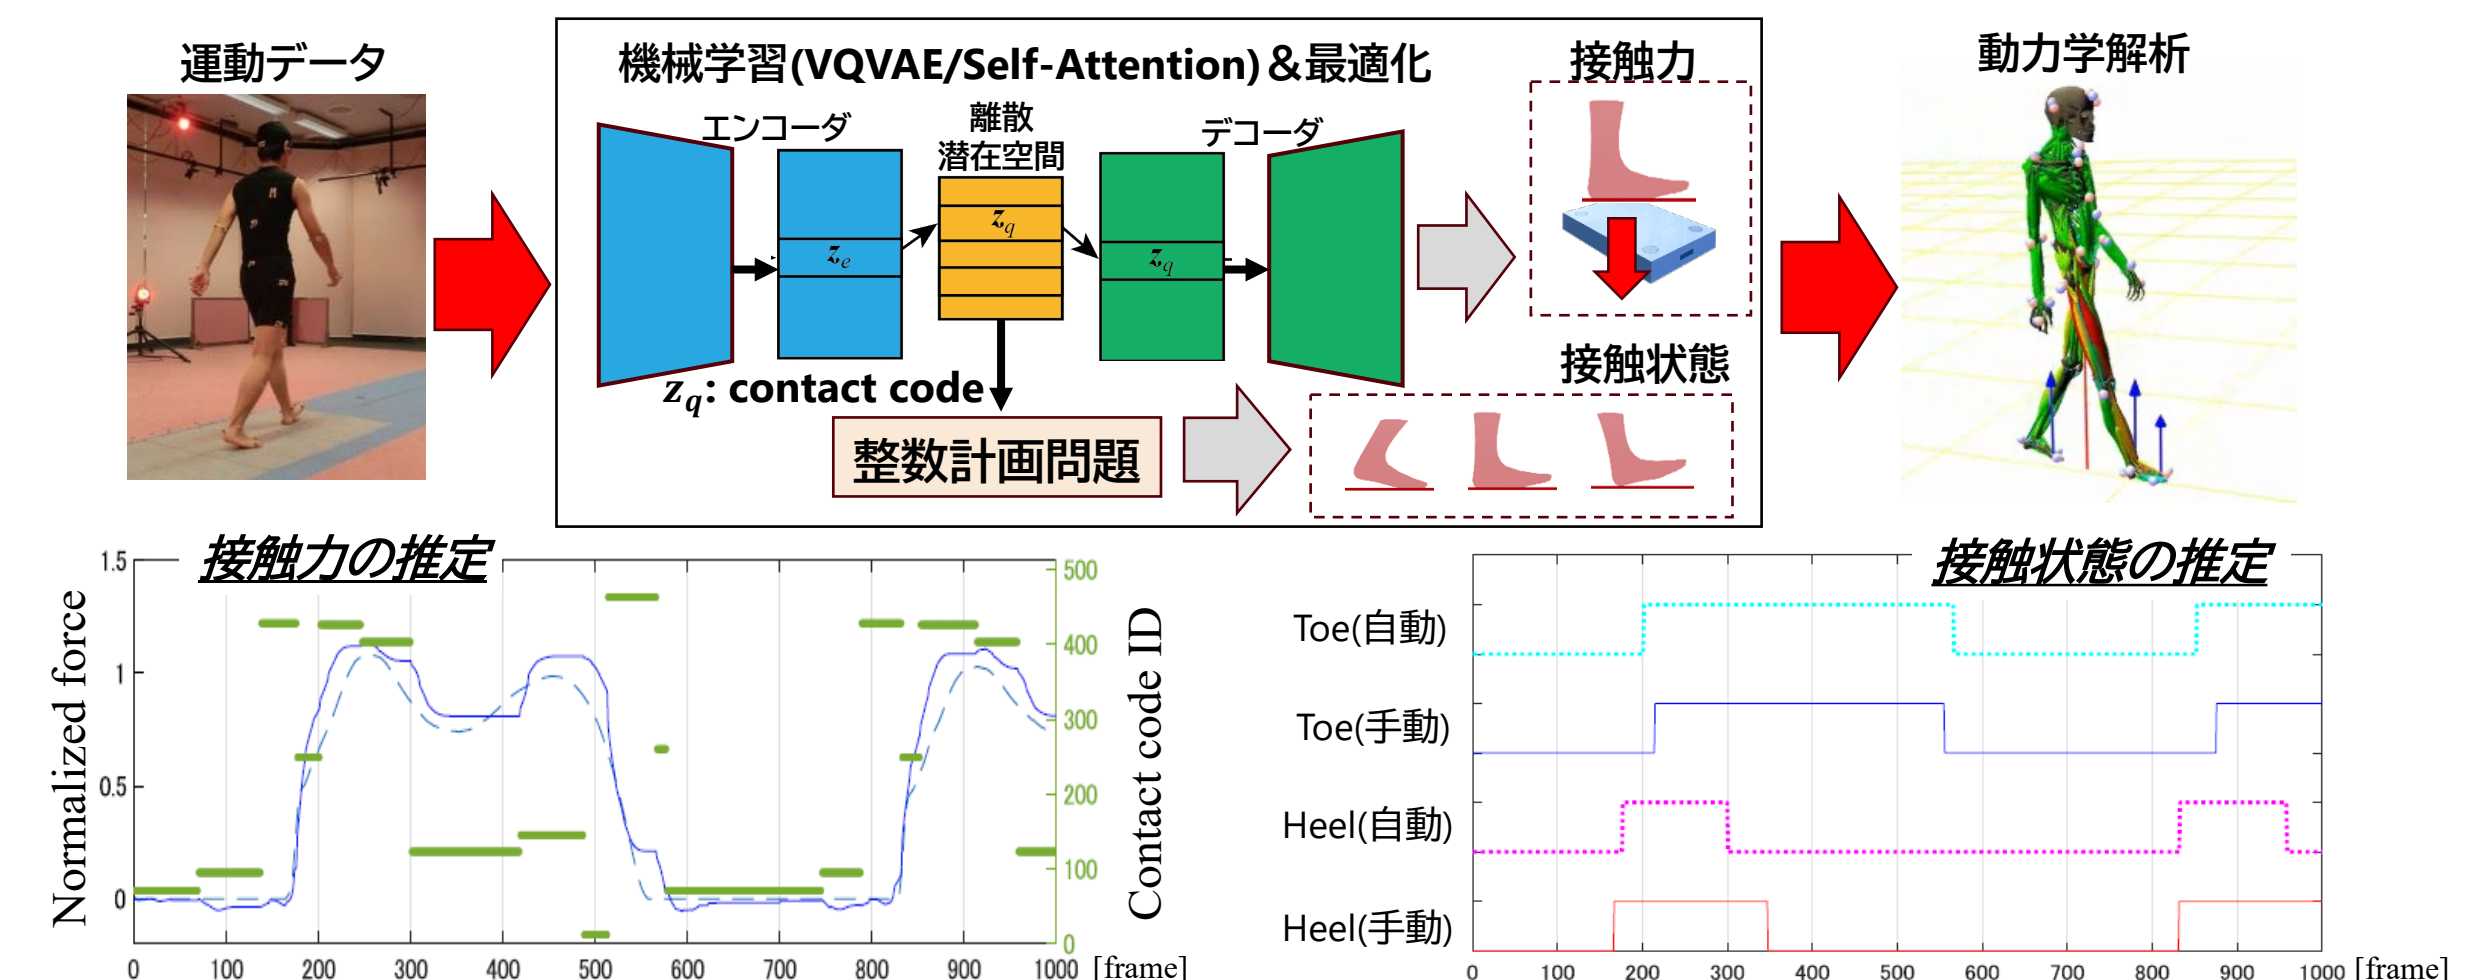 運動データ
機械学習(VQVAE/Self-Attention)＆最適化
接触力
動力学解析
エンコーダ
離散
潜在空間
デコーダ
z_e
z_q
z_q
z_q: contact code
整数計画問題
接触状態
接触力の推定
Normalized force
1.5
1
0.5
0
500
400
300
200
100
0
Contact code ID
0 100 200 300 400 500 600 700 800 900 1000 [frame]
接触状態の推定
Toe(自動)
Toe(手動)
Heel(自動)
Heel(手動)
0 100 200 300 400 500 600 700 800 900 1000 [frame]